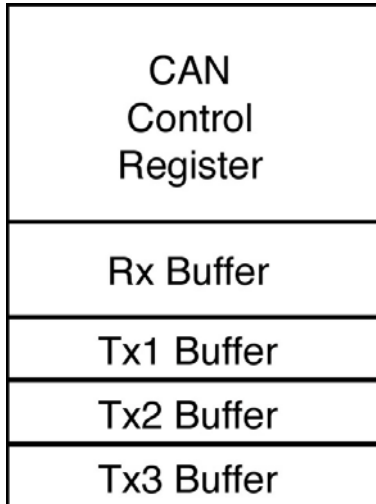 CAN
Control
Register
Rx Buffer
Tx1 Buffer
Tx2 Buffer
Tx3 Buffer